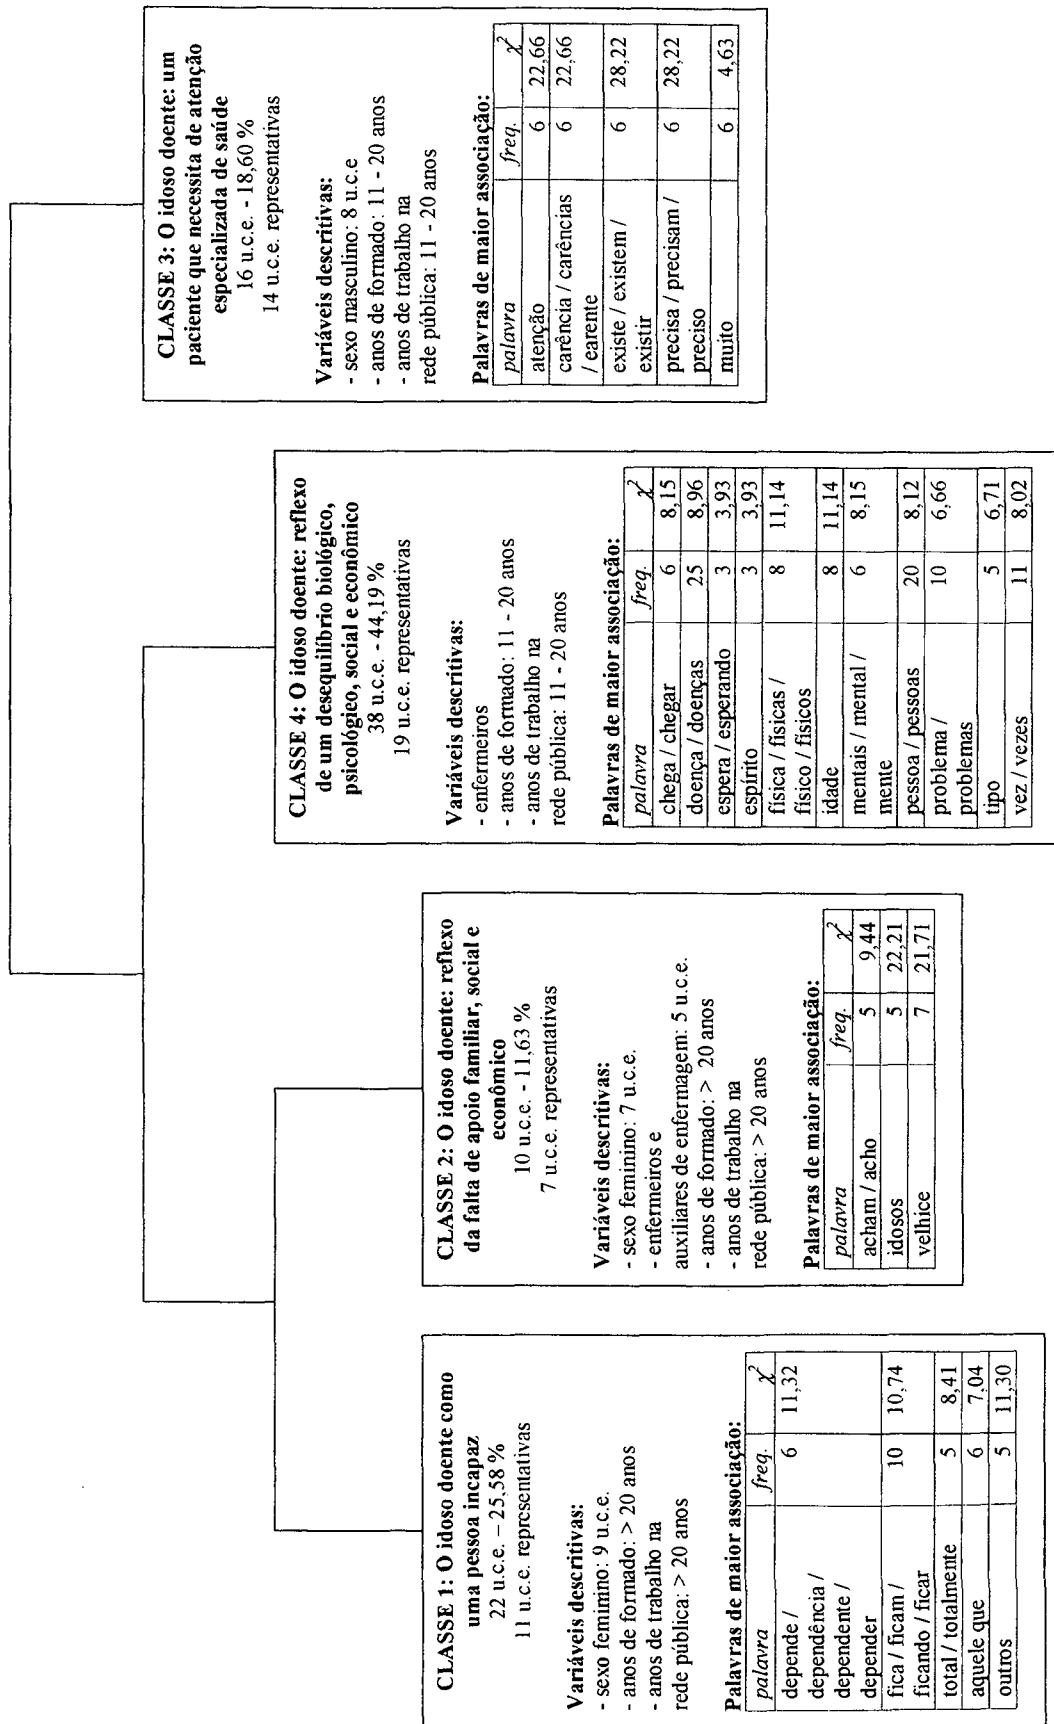 CLASSE 1: O idoso doente como
uma pessoa incapaz
22 u.c.e. – 25,58 %
11 u.c.e. representativas
Variáveis descritivas:
- sexo feminino: 9 u.c.e.
- anos de formado: > 20 anos
- anos de trabalho na
rede pública: > 20 anos
Palavras de maior associação:
palavra freq. χ²
depende / 6 11,32
dependência /
dependente /
depender
fica / ficam / 10 10,74
ficando / ficar
total / totalmente 5 8,41
aquele que 6 7,04
outros 5 11,30
CLASSE 2: O idoso doente: reflexo
da falta de apoio familiar, social e
econômico
10 u.c.e. - 11,63 %
7 u.c.e. representativas
Variáveis descritivas:
- sexo feminino: 7 u.c.e.
- enfermeiros e
auxiliares de enfermagem: 5 u.c.e.
- anos de formado: > 20 anos
- anos de trabalho na
rede pública: > 20 anos
Palavras de maior associação:
palavra freq. χ²
acham / acho 5 9,44
idosos 5 22,21
velhice 7 21,71
CLASSE 4: O idoso doente: reflexo
de um desequilíbrio biológico,
psicológico, social e econômico
38 u.c.e. - 44,19 %
19 u.c.e. representativas
Variáveis descritivas:
- enfermeiros
- anos de formado: 11 - 20 anos
- anos de trabalho na
rede pública: 11 - 20 anos
Palavras de maior associação:
palavra freq. χ²
chega / chegar 6 8,15
doença / doenças 25 8,96
espera / esperando 3 3,93
espírito 3 3,93
física / físicas / 8 11,14
físico / físicos
idade 8 11,14
mentais / mental / 6 8,15
mente
pessoa / pessoas 20 8,12
problema / 10 6,66
problemas
tipo 5 6,71
vez / vezes 11 8,02
CLASSE 3: O idoso doente: um
paciente que necessita de atenção
especializada de saúde
16 u.c.e. - 18,60 %
14 u.c.e. representativas
Variáveis descritivas:
- sexo masculino: 8 u.c.e
- anos de formado: 11 - 20 anos
- anos de trabalho na
rede pública: 11 - 20 anos
Palavras de maior associação:
palavra freq. χ²
atenção 6 22,66
carência / carências 6 22,66
/ earente
existe / existem / 6 28,22
existir
precisa / precisam / 6 28,22
preciso
muito 6 4,63